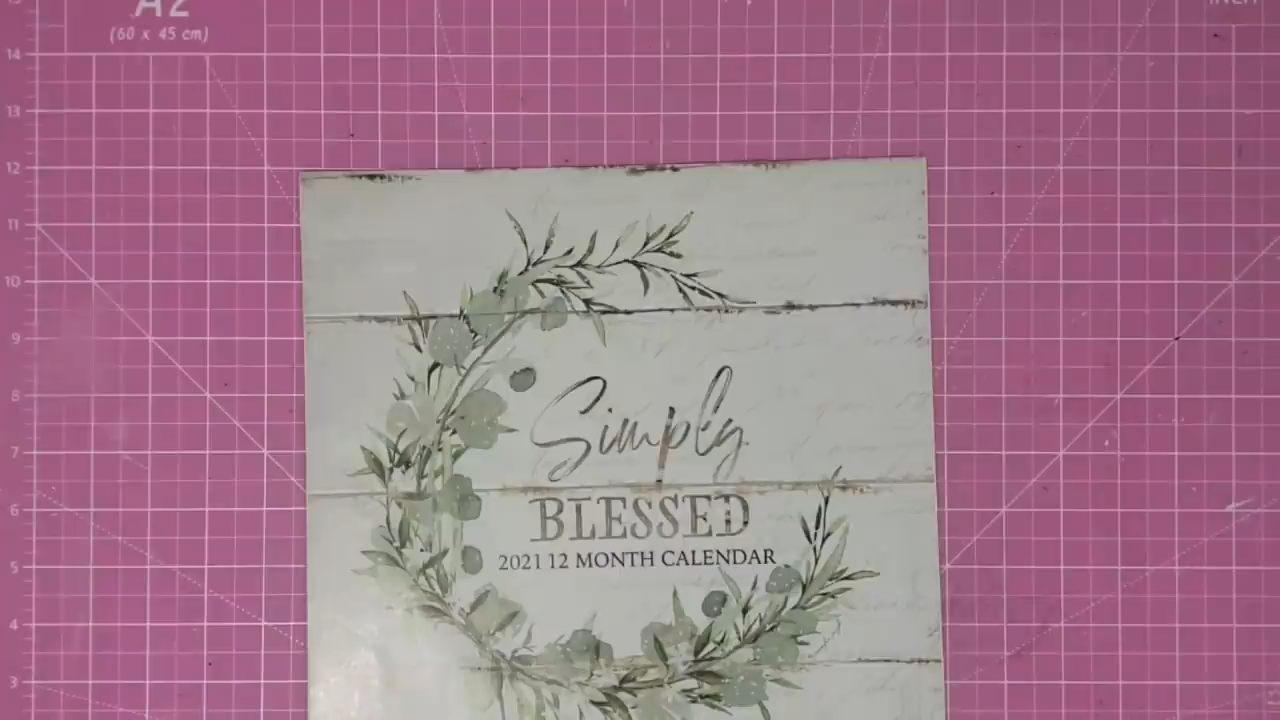 A2
(60 x 45 cm)
INCH
14
13
12
11
10
9
8
7
6
5
4
3
Simply
BLESSED
2021 12 MONTH CALENDAR